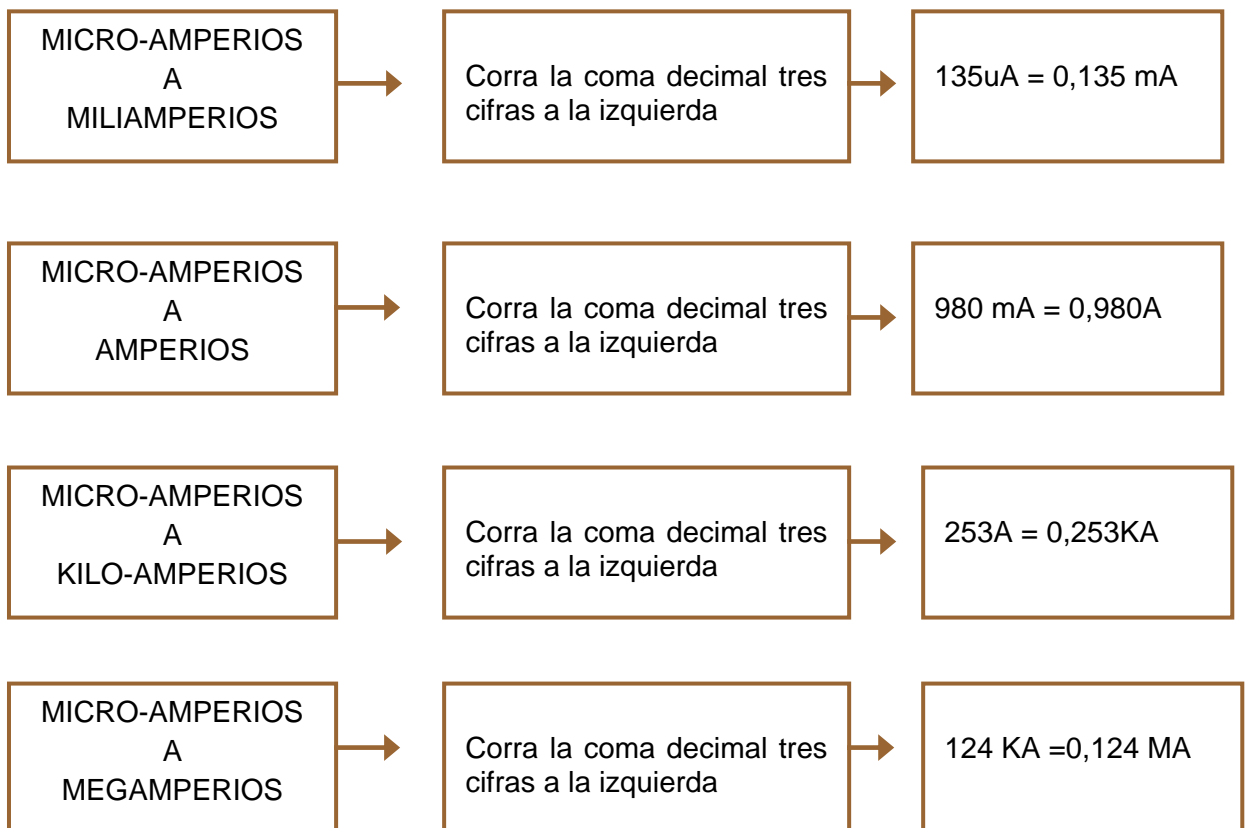 MICRO-AMPERIOS
A
MILIAMPERIOS
Corra la coma decimal tres
cifras a la izquierda
135uA = 0,135 mA
MICRO-AMPERIOS
A
AMPERIOS
Corra la coma decimal tres
cifras a la izquierda
980 mA = 0,980A
MICRO-AMPERIOS
A
KILO-AMPERIOS
Corra la coma decimal tres
cifras a la izquierda
253A = 0,253KA
MICRO-AMPERIOS
A
MEGAMPERIOS
Corra la coma decimal tres
cifras a la izquierda
124 KA =0,124 MA